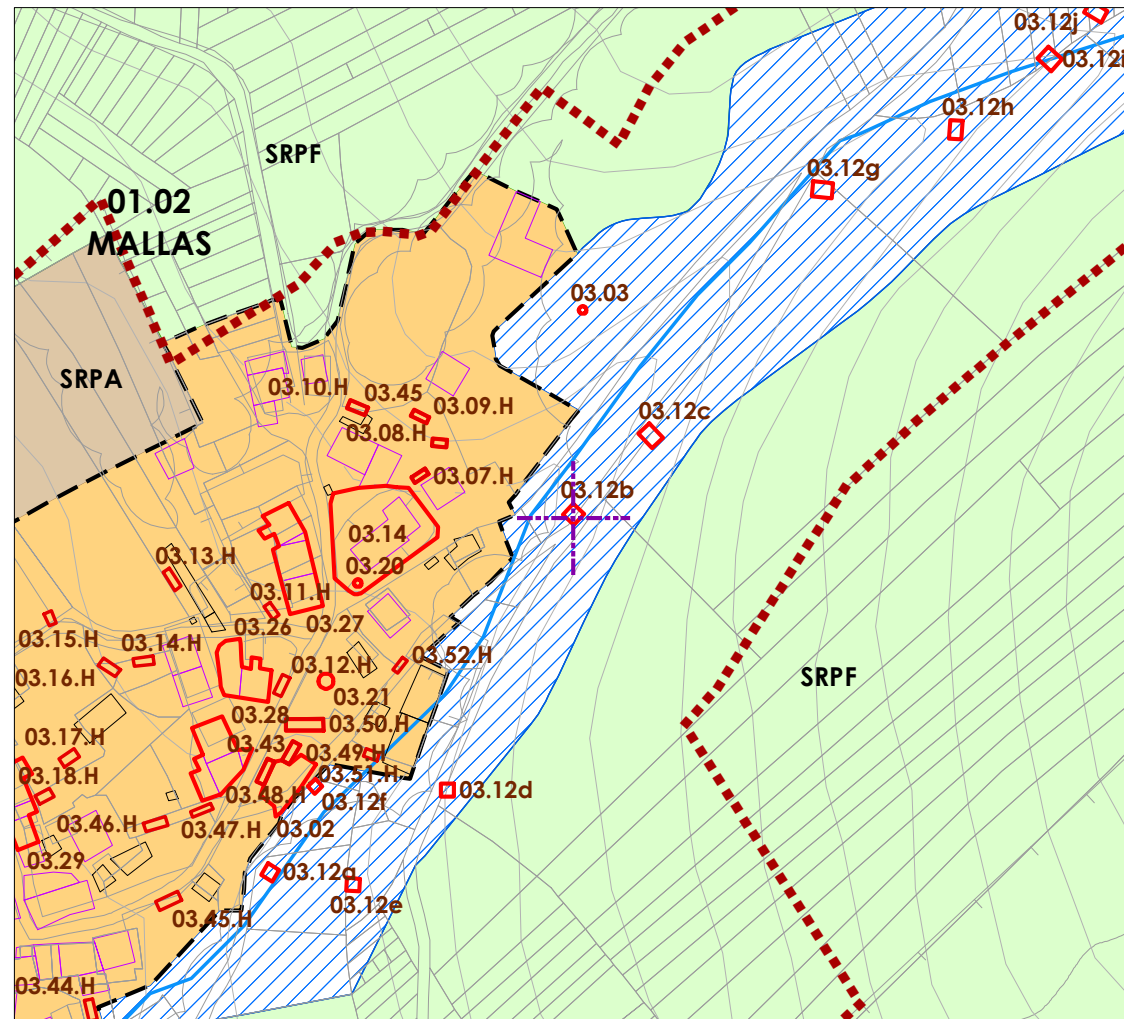 03.12j
03.12i
03.12h
SRPF
03.12g
01.02
MALLAS
03.03
SRPA
03.10.H
03.45
03.09.H
03.12c
03.08.H
03.07.H
03.12b
03.14
03.13.H
03.20
03.11.H
03.26
03.27
03.15.H
03.14.H
03.12.H
03.52.H
03.16.H
SRPF
03.21
03.28
03.50.H
03.17.H
03.43
03.49.H
03.18.H
03.51.H
03.12d
03.48.H
03.12f
03.46.H
03.47.H
03.02
03.29
03.12a
03.12e
03.45.H
03.44.H